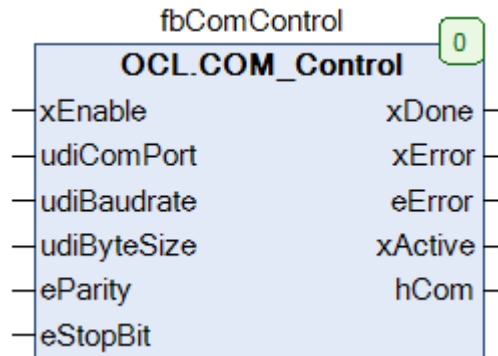 fbComControl
0
OCL.COM_Control
xEnable xDone
udiComPort xError
udiBaudrate eError
udiByteSize xActive
eParity hCom
eStopBit